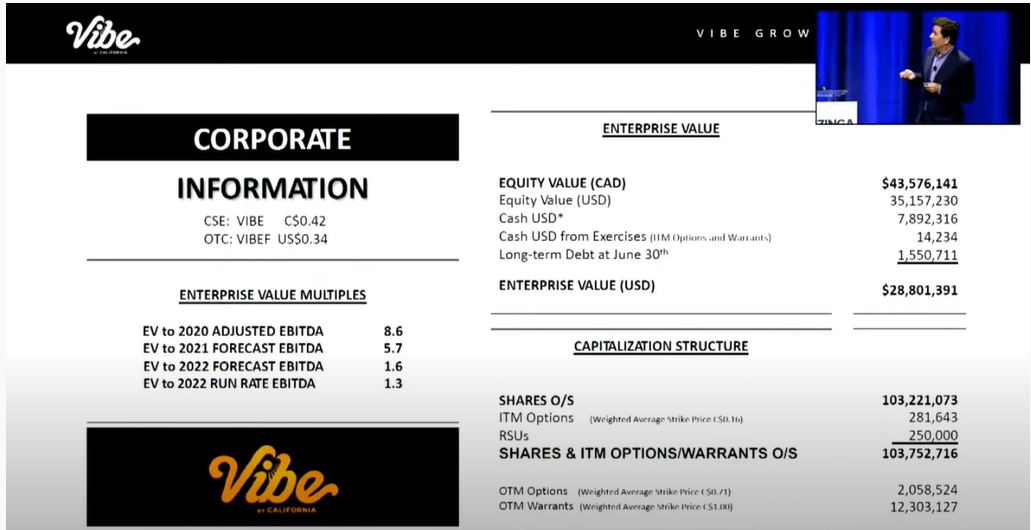 Vibe
BY CALIFORNIA
VIBE GROW
ZINGA
CORPORATE
INFORMATION
CSE: VIBE C$0.42
OTC: VIBEF US$0.34
ENTERPRISE VALUE MULTIPLES
EV to 2020 ADJUSTED EBITDA 8.6
EV to 2021 FORECAST EBITDA 5.7
EV to 2022 FORECAST EBITDA 1.6
EV to 2022 RUN RATE EBITDA 1.3
Vibe
BY CALIFORNIA
ENTERPRISE VALUE
EQUITY VALUE (CAD) $43,576,141
Equity Value (USD) 35,157,230
Cash USD* 7,892,316
Cash USD from Exercises (ITM Options and Warrants) 14,234
Long-term Debt at June 30th 1,550,711
ENTERPRISE VALUE (USD) $28,801,391
CAPITALIZATION STRUCTURE
SHARES O/S 103,221,073
ITM Options (Weighted Average Strike Price C$0.16) 281,643
RSUs 250,000
SHARES & ITM OPTIONS/WARRANTS O/S 103,752,716
OTM Options (Weighted Average Strike Price C$0.71) 2,058,524
OTM Warrants (Weighted Average Strike Price C$1.00) 12,303,127